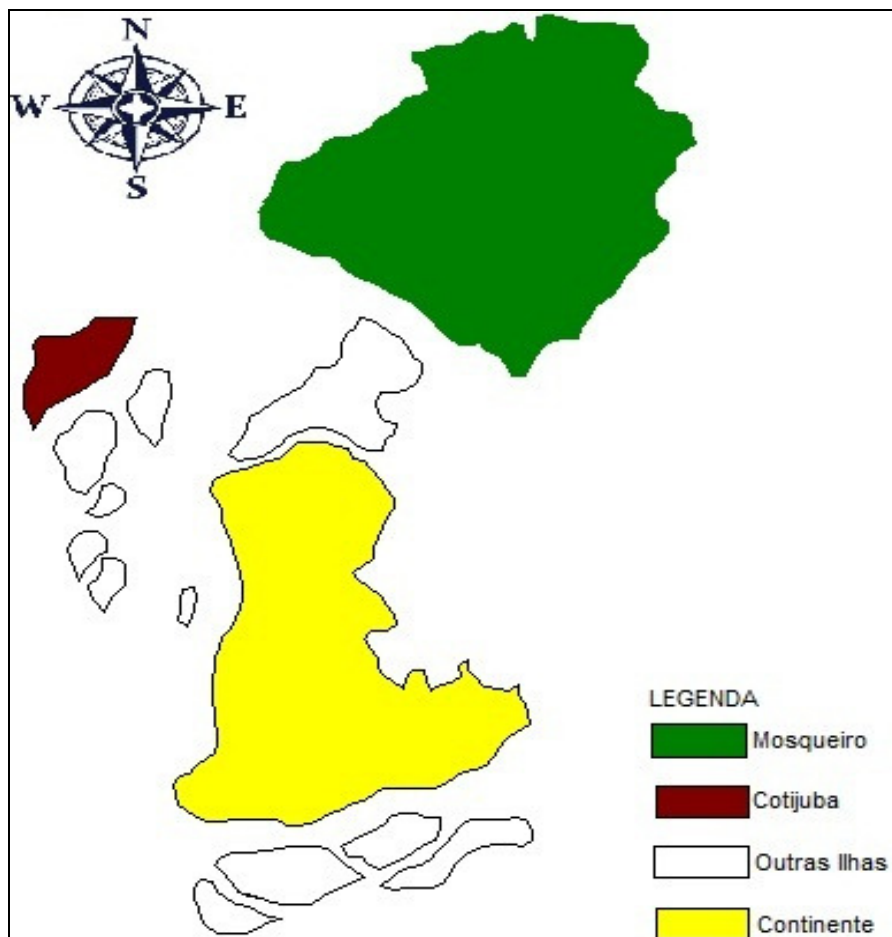 N
W E
S
LEGENDA
Mosqueiro
Cotijuba
Outras Ilhas
Continente